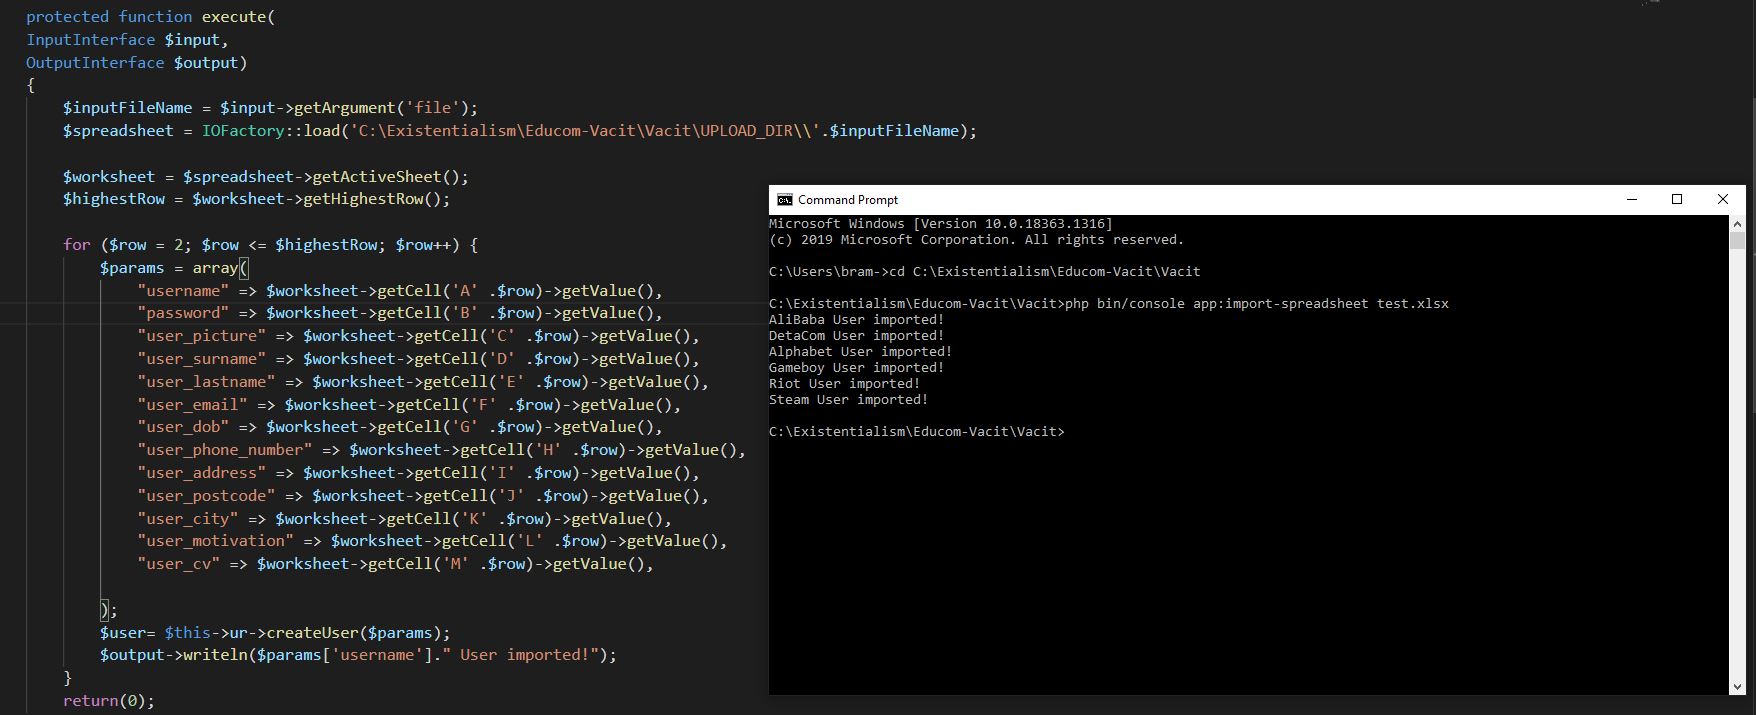 protected function execute(
InputInterface $input,
OutputInterface $output)
{
$inputFileName = $input->getArgument('file');
$spreadsheet = IOFactory::load('C:\Existentialism\Educom-Vacit\Vacit\UPLOAD_DIR\\'.$inputFileName);
$worksheet = $spreadsheet->getActiveSheet();
$highestRow = $worksheet->getHighestRow();
for ($row = 2; $row <= $highestRow; $row++) {
$params = array(
"username" => $worksheet->getCell('A' .$row)->getValue(),
"password" => $worksheet->getCell('B' .$row)->getValue(),
"user_picture" => $worksheet->getCell('C' .$row)->getValue(),
"user_surname" => $worksheet->getCell('D' .$row)->getValue(),
"user_lastname" => $worksheet->getCell('E' .$row)->getValue(),
"user_email" => $worksheet->getCell('F' .$row)->getValue(),
"user_dob" => $worksheet->getCell('G' .$row)->getValue(),
"user_phone_number" => $worksheet->getCell('H' .$row)->getValue(),
"user_address" => $worksheet->getCell('I' .$row)->getValue(),
"user_postcode" => $worksheet->getCell('J' .$row)->getValue(),
"user_city" => $worksheet->getCell('K' .$row)->getValue(),
"user_motivation" => $worksheet->getCell('L' .$row)->getValue(),
"user_cv" => $worksheet->getCell('M' .$row)->getValue(),
);
$user= $this->ur->createUser($params);
$output->writeln($params['username']." User imported!");
}
return(0);
Command Prompt
Microsoft Windows [Version 10.0.18363.1316]
(c) 2019 Microsoft Corporation. All rights reserved.
C:\Users\bram->cd C:\Existentialism\Educom-Vacit\Vacit
C:\Existentialism\Educom-Vacit\Vacit>php bin/console app:import-spreadsheet test.xlsx
AliBaba User imported!
DetaCom User imported!
Alphabet User imported!
Gameboy User imported!
Riot User imported!
Steam User imported!
C:\Existentialism\Educom-Vacit\Vacit>